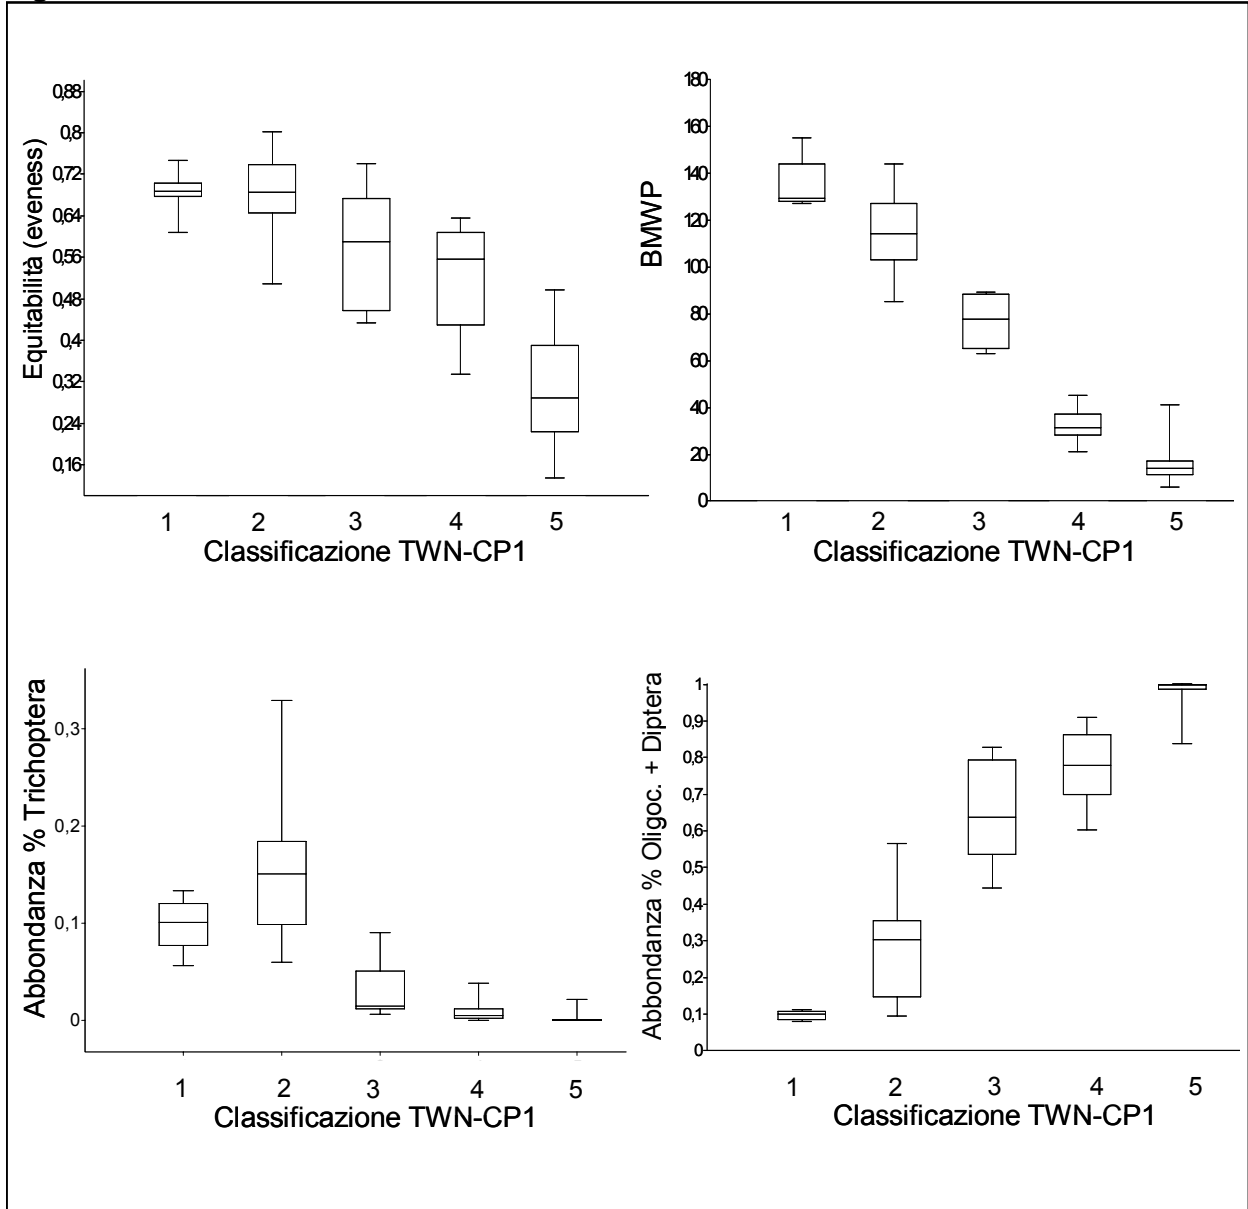 Equitabilità (eveness)
0,88
0,8
0,72
0,64
0,56
0,48
0,4
0,32
0,24
0,16
1 2 3 4 5
Classificazione TWN-CP1
BMWP
180
160
140
120
100
80
60
40
20
0
1 2 3 4 5
Classificazione TWN-CP1
Abbondanza % Trichoptera
0,3
0,2
0,1
0
1 2 3 4 5
Classificazione TWN-CP1
Abbondanza % Oligoc. + Diptera
1
0,9
0,8
0,7
0,6
0,5
0,4
0,3
0,2
0,1
0
1 2 3 4 5
Classificazione TWN-CP1